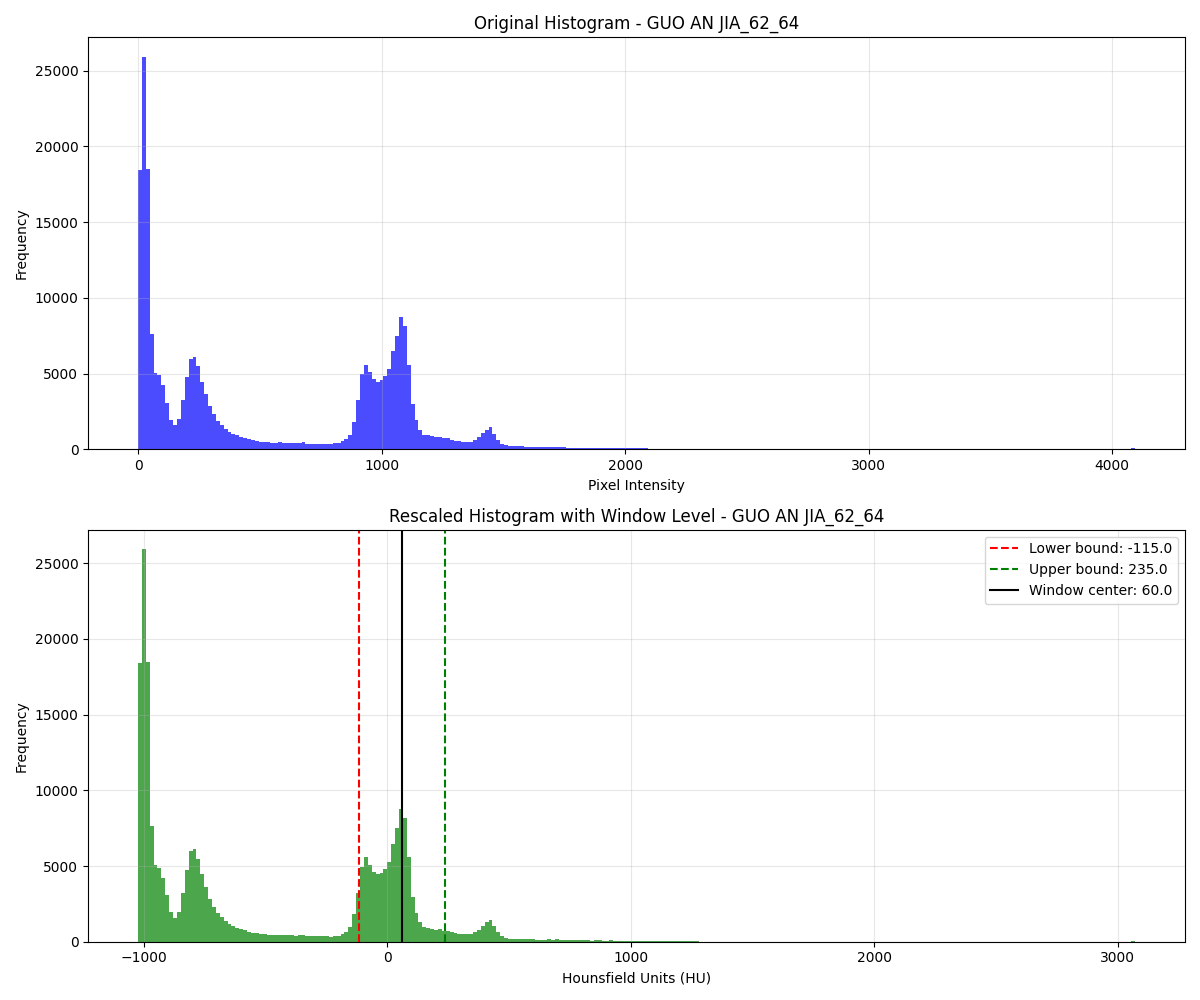 Original Histogram - GUO AN JIA_62_64
25000
20000
15000
10000
5000
0
Frequency
0 1000 2000 3000 4000
Pixel Intensity
Rescaled Histogram with Window Level - GUO AN JIA_62_64
Lower bound: -115.0
Upper bound: 235.0
Window center: 60.0
25000
20000
15000
10000
5000
0
Frequency
−1000 0 1000 2000 3000
Hounsfield Units (HU)